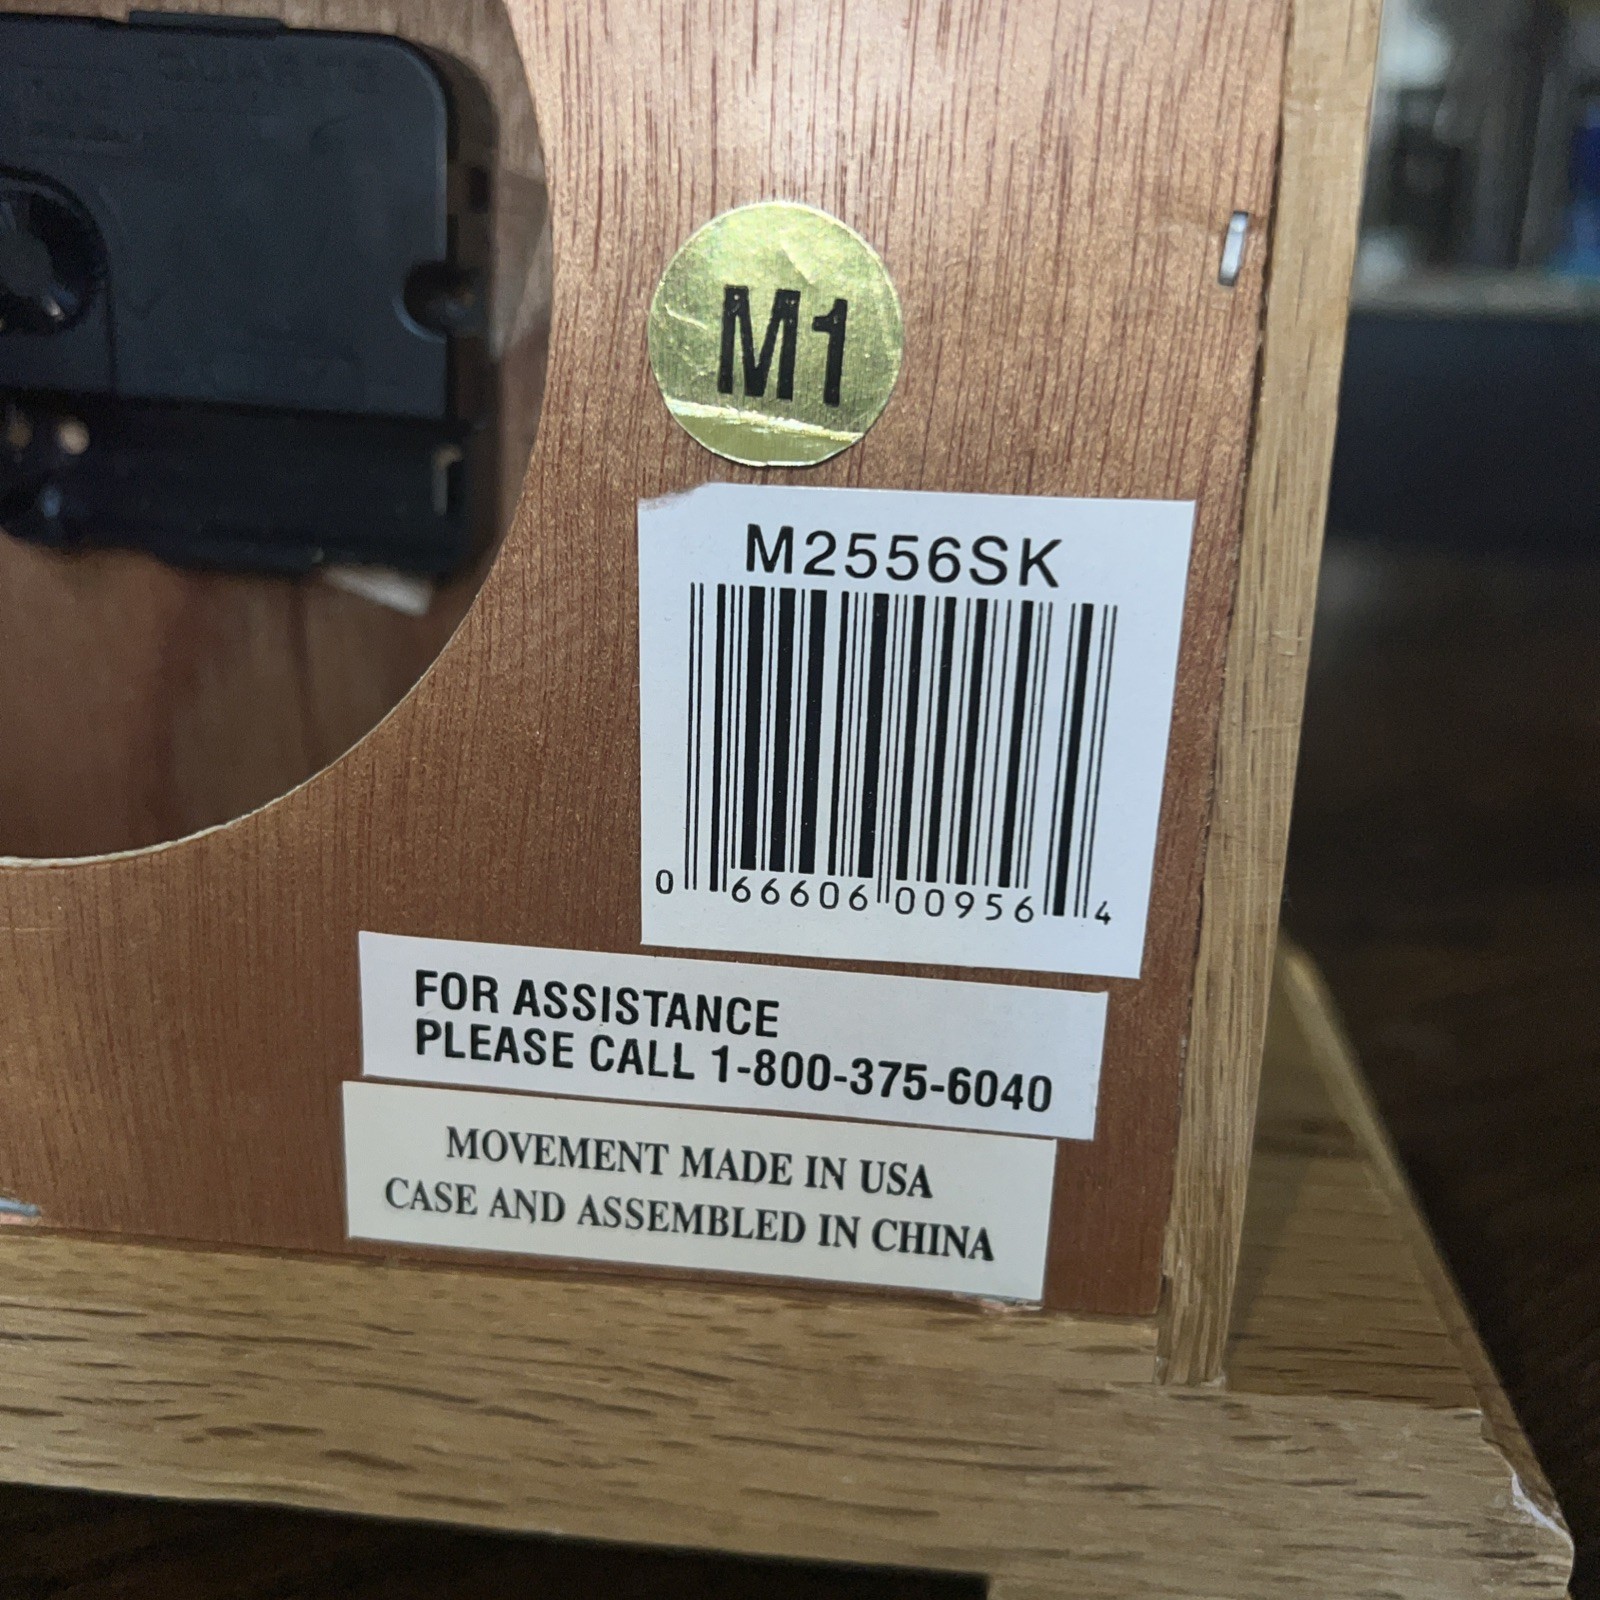 M1
M2556SK
0 66606 00956 4
FOR ASSISTANCE
PLEASE CALL 1-800-375-6040
MOVEMENT MADE IN USA
CASE AND ASSEMBLED IN CHINA